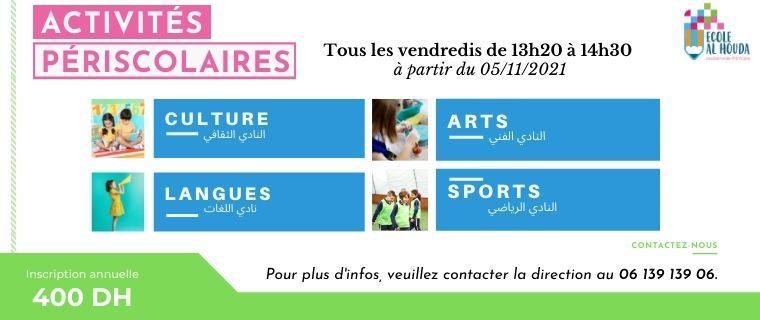 ACTIVITÉS
PÉRISCOLAIRES
Tous les vendredis de 13h20 à 14h30
à partir du 05/11/2021
ECOLE
AL HOUDA
CULTURE
النادي الثقافي
ARTS
النادي الفني
LANGUES
نادي اللغات
SPORTS
النادي الرياضي
CONTACTEZ-NOUS
Inscription annuelle
400 DH
Pour plus d'infos, veuillez contacter la direction au 06 139 139 06.